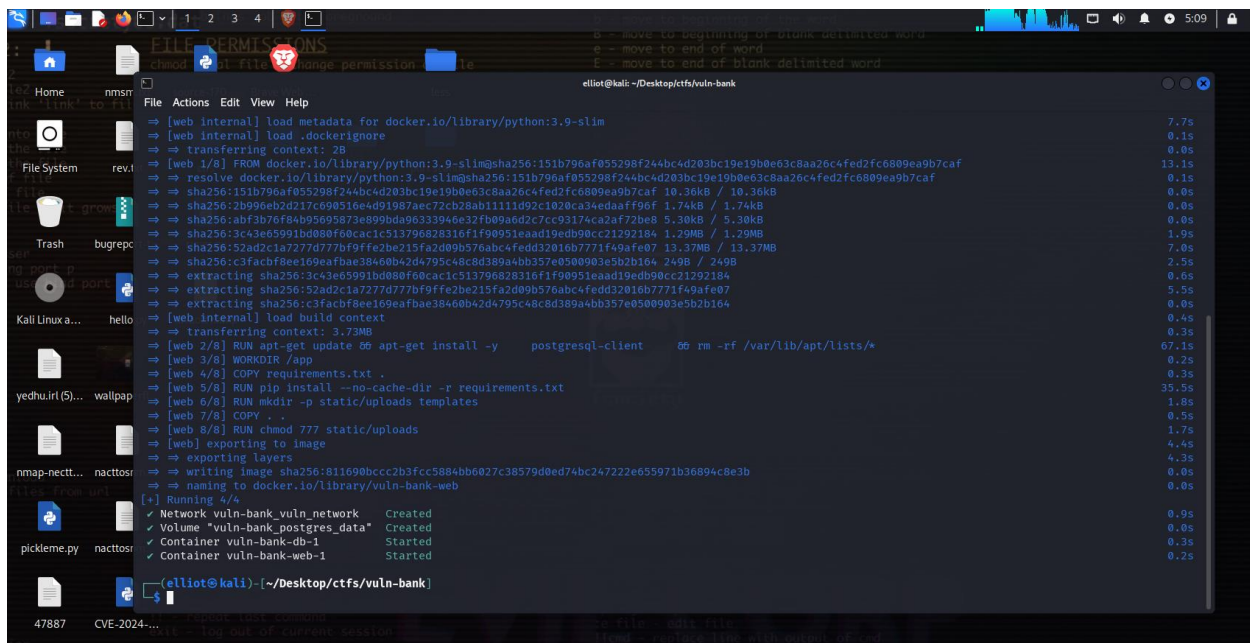 1 2 3 4
5:09
FILE PERMISSIONS
e - move to end of word
E - move to end of blank delimited word
Home
nmsm
File System
rev.t
Trash
bugrepo
Kali Linux a...
hello
yedhu.irl (5)...
wallpap
nmap-nectt...
nacttosr
pickleme.py
nacttosr
47887
CVE-2024-...
elliot@kali: ~/Desktop/ctfs/vuln-bank
File Actions Edit View Help
⇒ [web internal] load metadata for docker.io/library/python:3.9-slim 7.7s
⇒ [web internal] load .dockerignore 0.1s
⇒ ⇒ transferring context: 2B 0.0s
⇒ [web 1/8] FROM docker.io/library/python:3.9-slim@sha256:151b796af055298f244bc4d203bc19e19b0e63c8aa26c4fed2fc6809ea9b7caf 13.1s
⇒ ⇒ resolve docker.io/library/python:3.9-slim@sha256:151b796af055298f244bc4d203bc19e19b0e63c8aa26c4fed2fc6809ea9b7caf 0.1s
⇒ ⇒ sha256:151b796af055298f244bc4d203bc19e19b0e63c8aa26c4fed2fc6809ea9b7caf 10.36kB / 10.36kB 0.0s
⇒ ⇒ sha256:2b996eb2d217c690516e4d91987aec72cb28ab11111d92c1020ca34edaaff96f 1.74kB / 1.74kB 0.0s
⇒ ⇒ sha256:abf3b76f84b95695873e899bda96333946e32fb09a6d2c7cc93174ca2af72be8 5.30kB / 5.30kB 0.0s
⇒ ⇒ sha256:3c43e65991bd080f60cac1c513796828316f1f90951eaad19edb90cc21292184 1.29MB / 1.29MB 1.9s
⇒ ⇒ sha256:52ad2c1a7277d777bf9ffe2be215fa2d09b576abc4fedd32016b7771f49afe07 13.37MB / 13.37MB 7.0s
⇒ ⇒ sha256:c3facbf8ee169eafbae38460b42d4795c48c8d389a4bb357e0500903e5b2b164 249B / 249B 2.5s
⇒ ⇒ extracting sha256:3c43e65991bd080f60cac1c513796828316f1f90951eaad19edb90cc21292184 0.6s
⇒ ⇒ extracting sha256:52ad2c1a7277d777bf9ffe2be215fa2d09b576abc4fedd32016b7771f49afe07 5.5s
⇒ ⇒ extracting sha256:c3facbf8ee169eafbae38460b42d4795c48c8d389a4bb357e0500903e5b2b164 0.0s
⇒ [web internal] load build context 0.4s
⇒ ⇒ transferring context: 3.73MB 0.3s
⇒ [web 2/8] RUN apt-get update && apt-get install -y postgresql-client && rm -rf /var/lib/apt/lists/* 67.1s
⇒ [web 3/8] WORKDIR /app 0.2s
⇒ [web 4/8] COPY requirements.txt . 0.3s
⇒ [web 5/8] RUN pip install --no-cache-dir -r requirements.txt 35.5s
⇒ [web 6/8] RUN mkdir -p static/uploads templates 1.8s
⇒ [web 7/8] COPY . . 0.5s
⇒ [web 8/8] RUN chmod 777 static/uploads 1.7s
⇒ [web] exporting to image 4.4s
⇒ ⇒ exporting layers 4.3s
⇒ ⇒ writing image sha256:811690bccc2b3fcc5884bb6027c38579d0ed74bc247222e655971b36894c8e3b 0.0s
⇒ ⇒ naming to docker.io/library/vuln-bank-web 0.0s
[+] Running 4/4
✔ Network vuln-bank_vuln_network Created 0.9s
✔ Volume "vuln-bank_postgres_data" Created 0.0s
✔ Container vuln-bank-db-1 Started 0.3s
✔ Container vuln-bank-web-1 Started 0.2s
(elliot㉿kali)-[~/Desktop/ctfs/vuln-bank]
$
exit - log out of current session